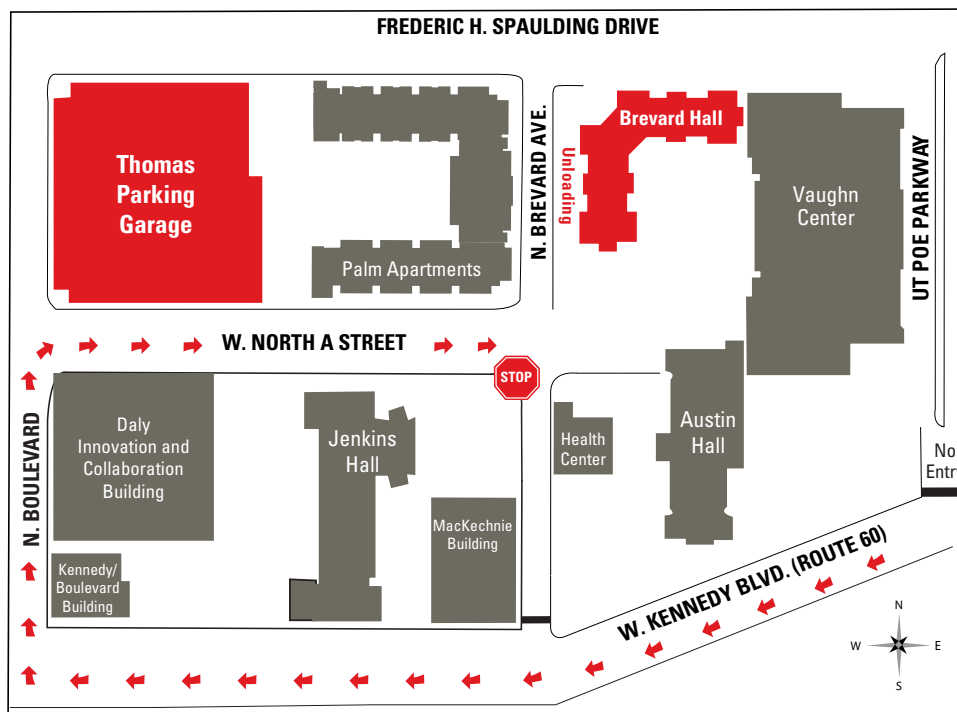 FREDERIC H. SPAULDING DRIVE
Thomas
Parking
Garage
Palm Apartments
N. BREVARD AVE.
Brevard Hall
Unloading
Vaughn
Center
UT POE PARKWAY
W. NORTH A STREET
STOP
N. BOULEVARD
Daly
Innovation and
Collaboration
Building
Jenkins
Hall
Health
Center
Austin
Hall
No
Entr
MacKechnie
Building
Kennedy/
Boulevard
Building
W. KENNEDY BLVD. (ROUTE 60)
N
W
E
S